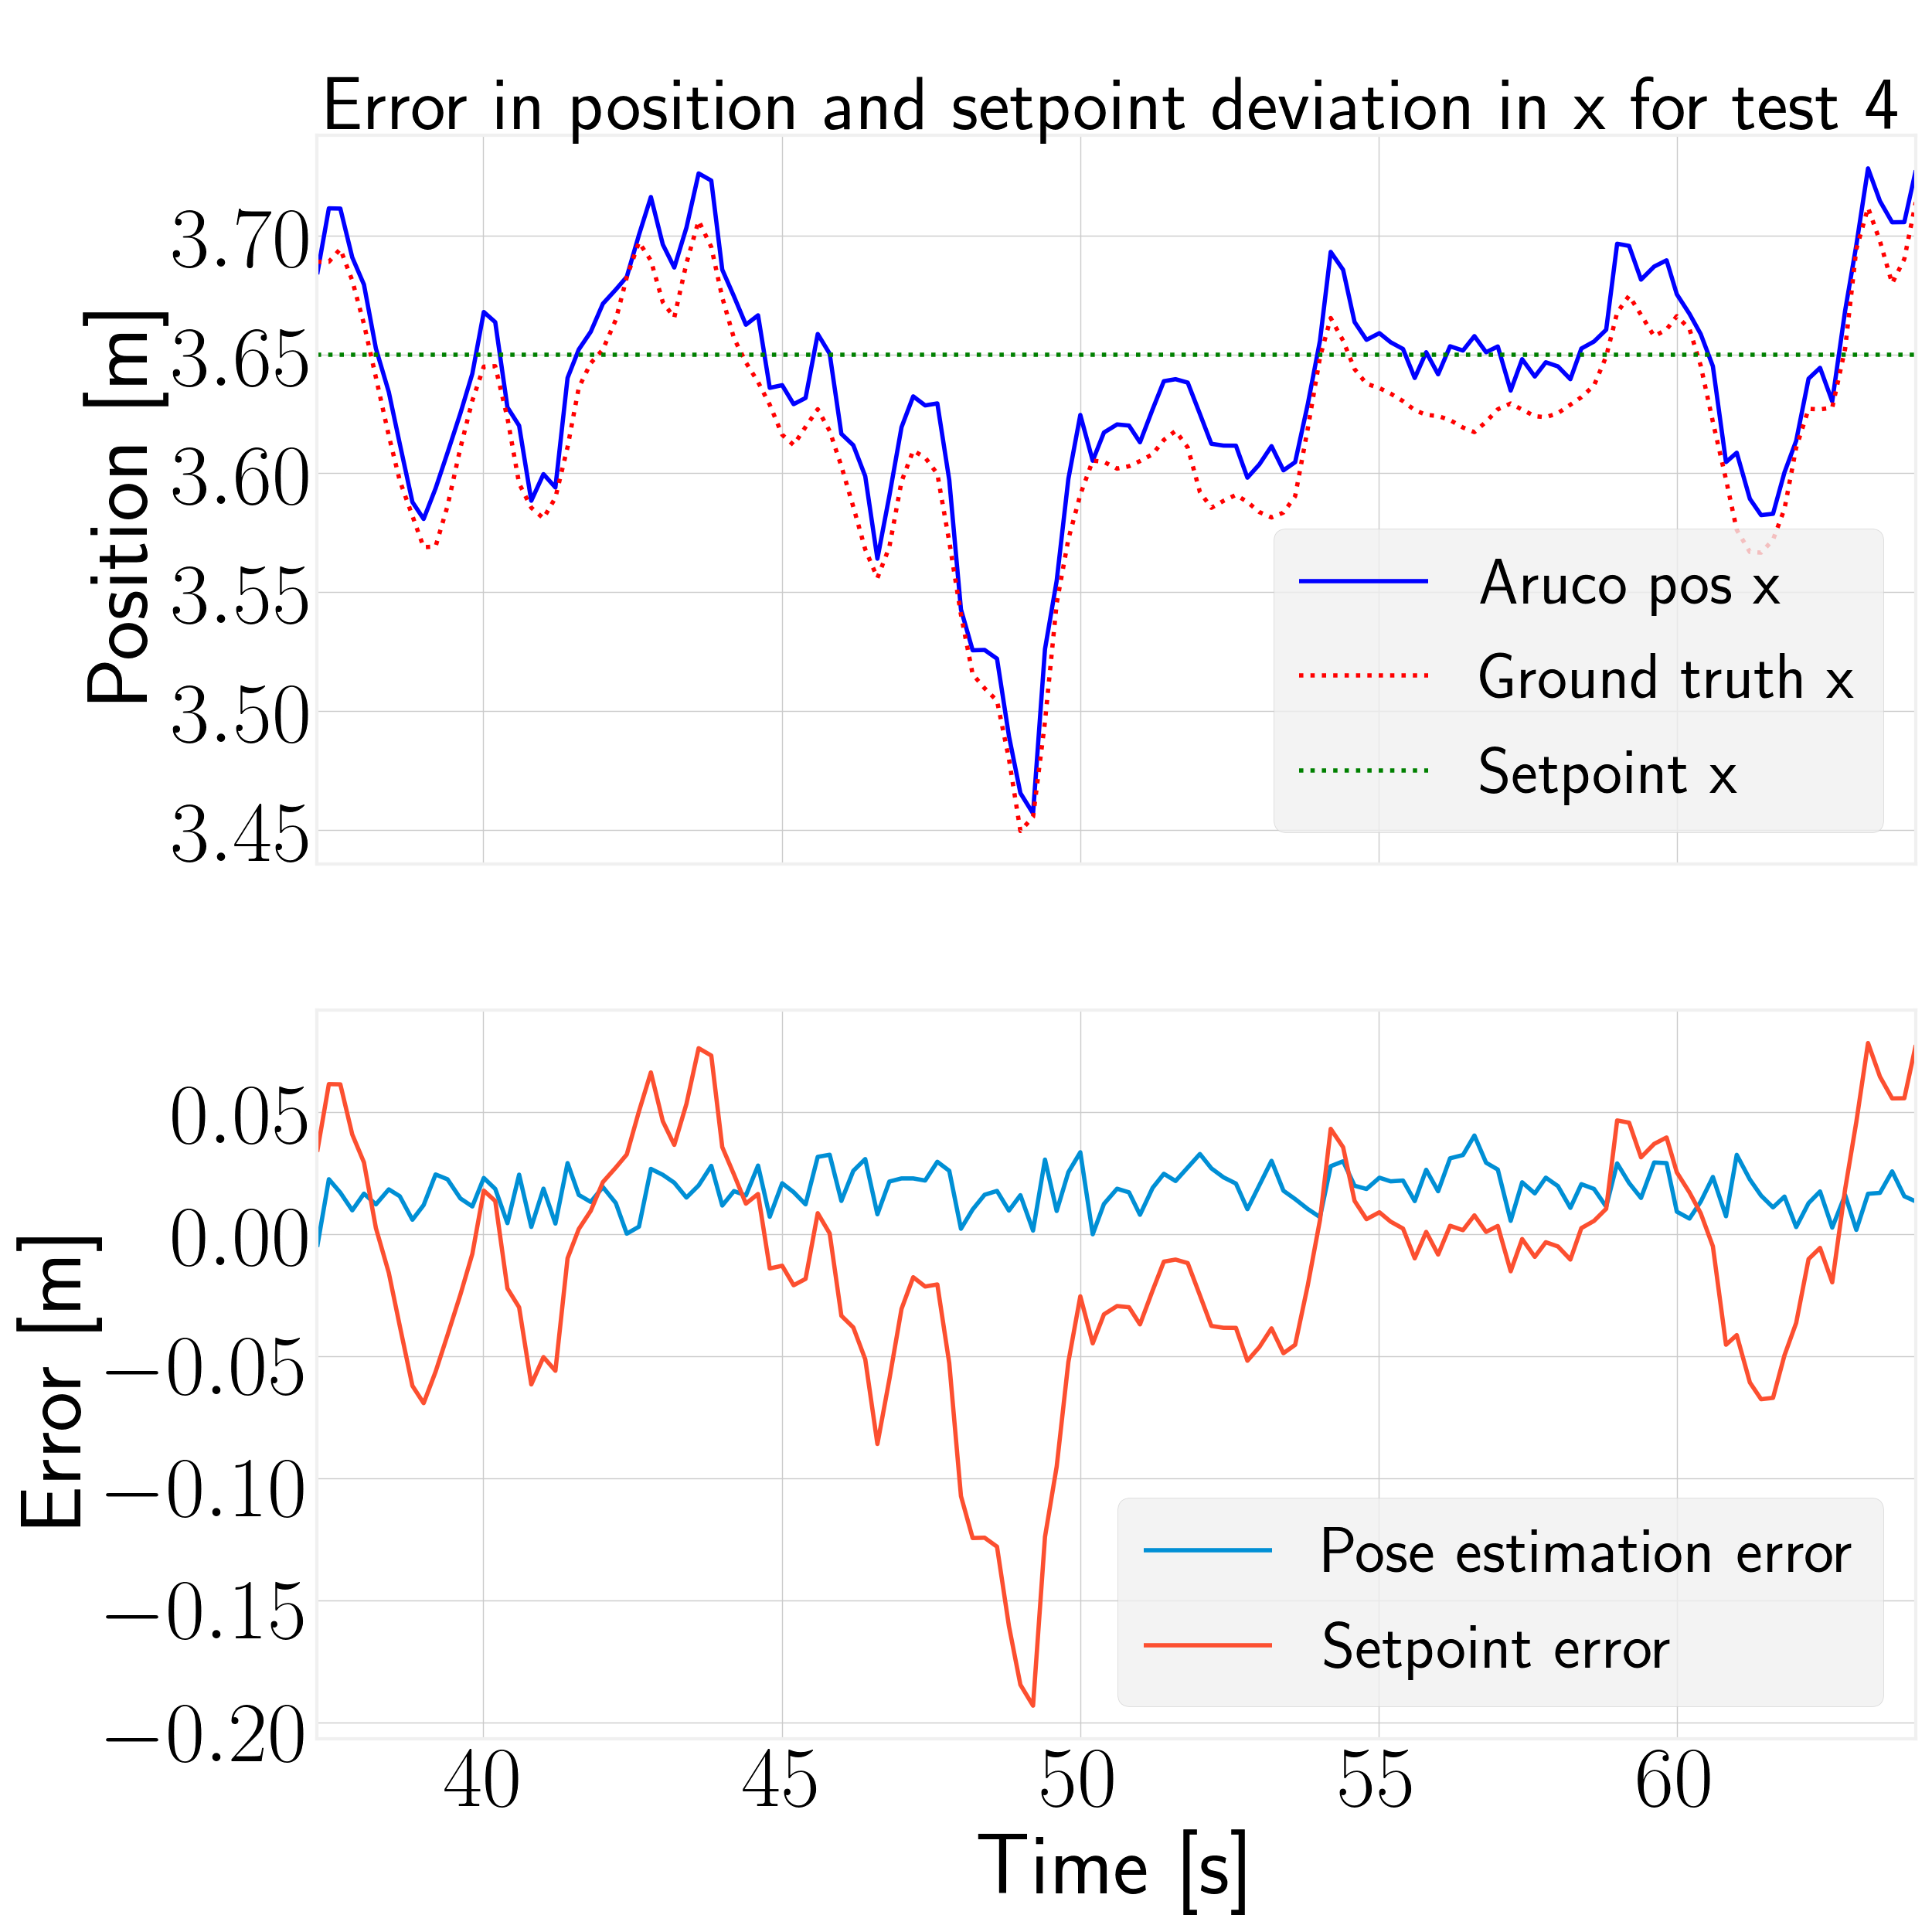 Error in position and setpoint deviation in x for test 4
Position [m]
3.70
3.65
3.60
3.55
3.50
3.45
Aruco pos x
Ground truth x
Setpoint x
Error [m]
0.05
0.00
−0.05
−0.10
−0.15
−0.20
Pose estimation error
Setpoint error
40 45 50 55 60
Time [s]